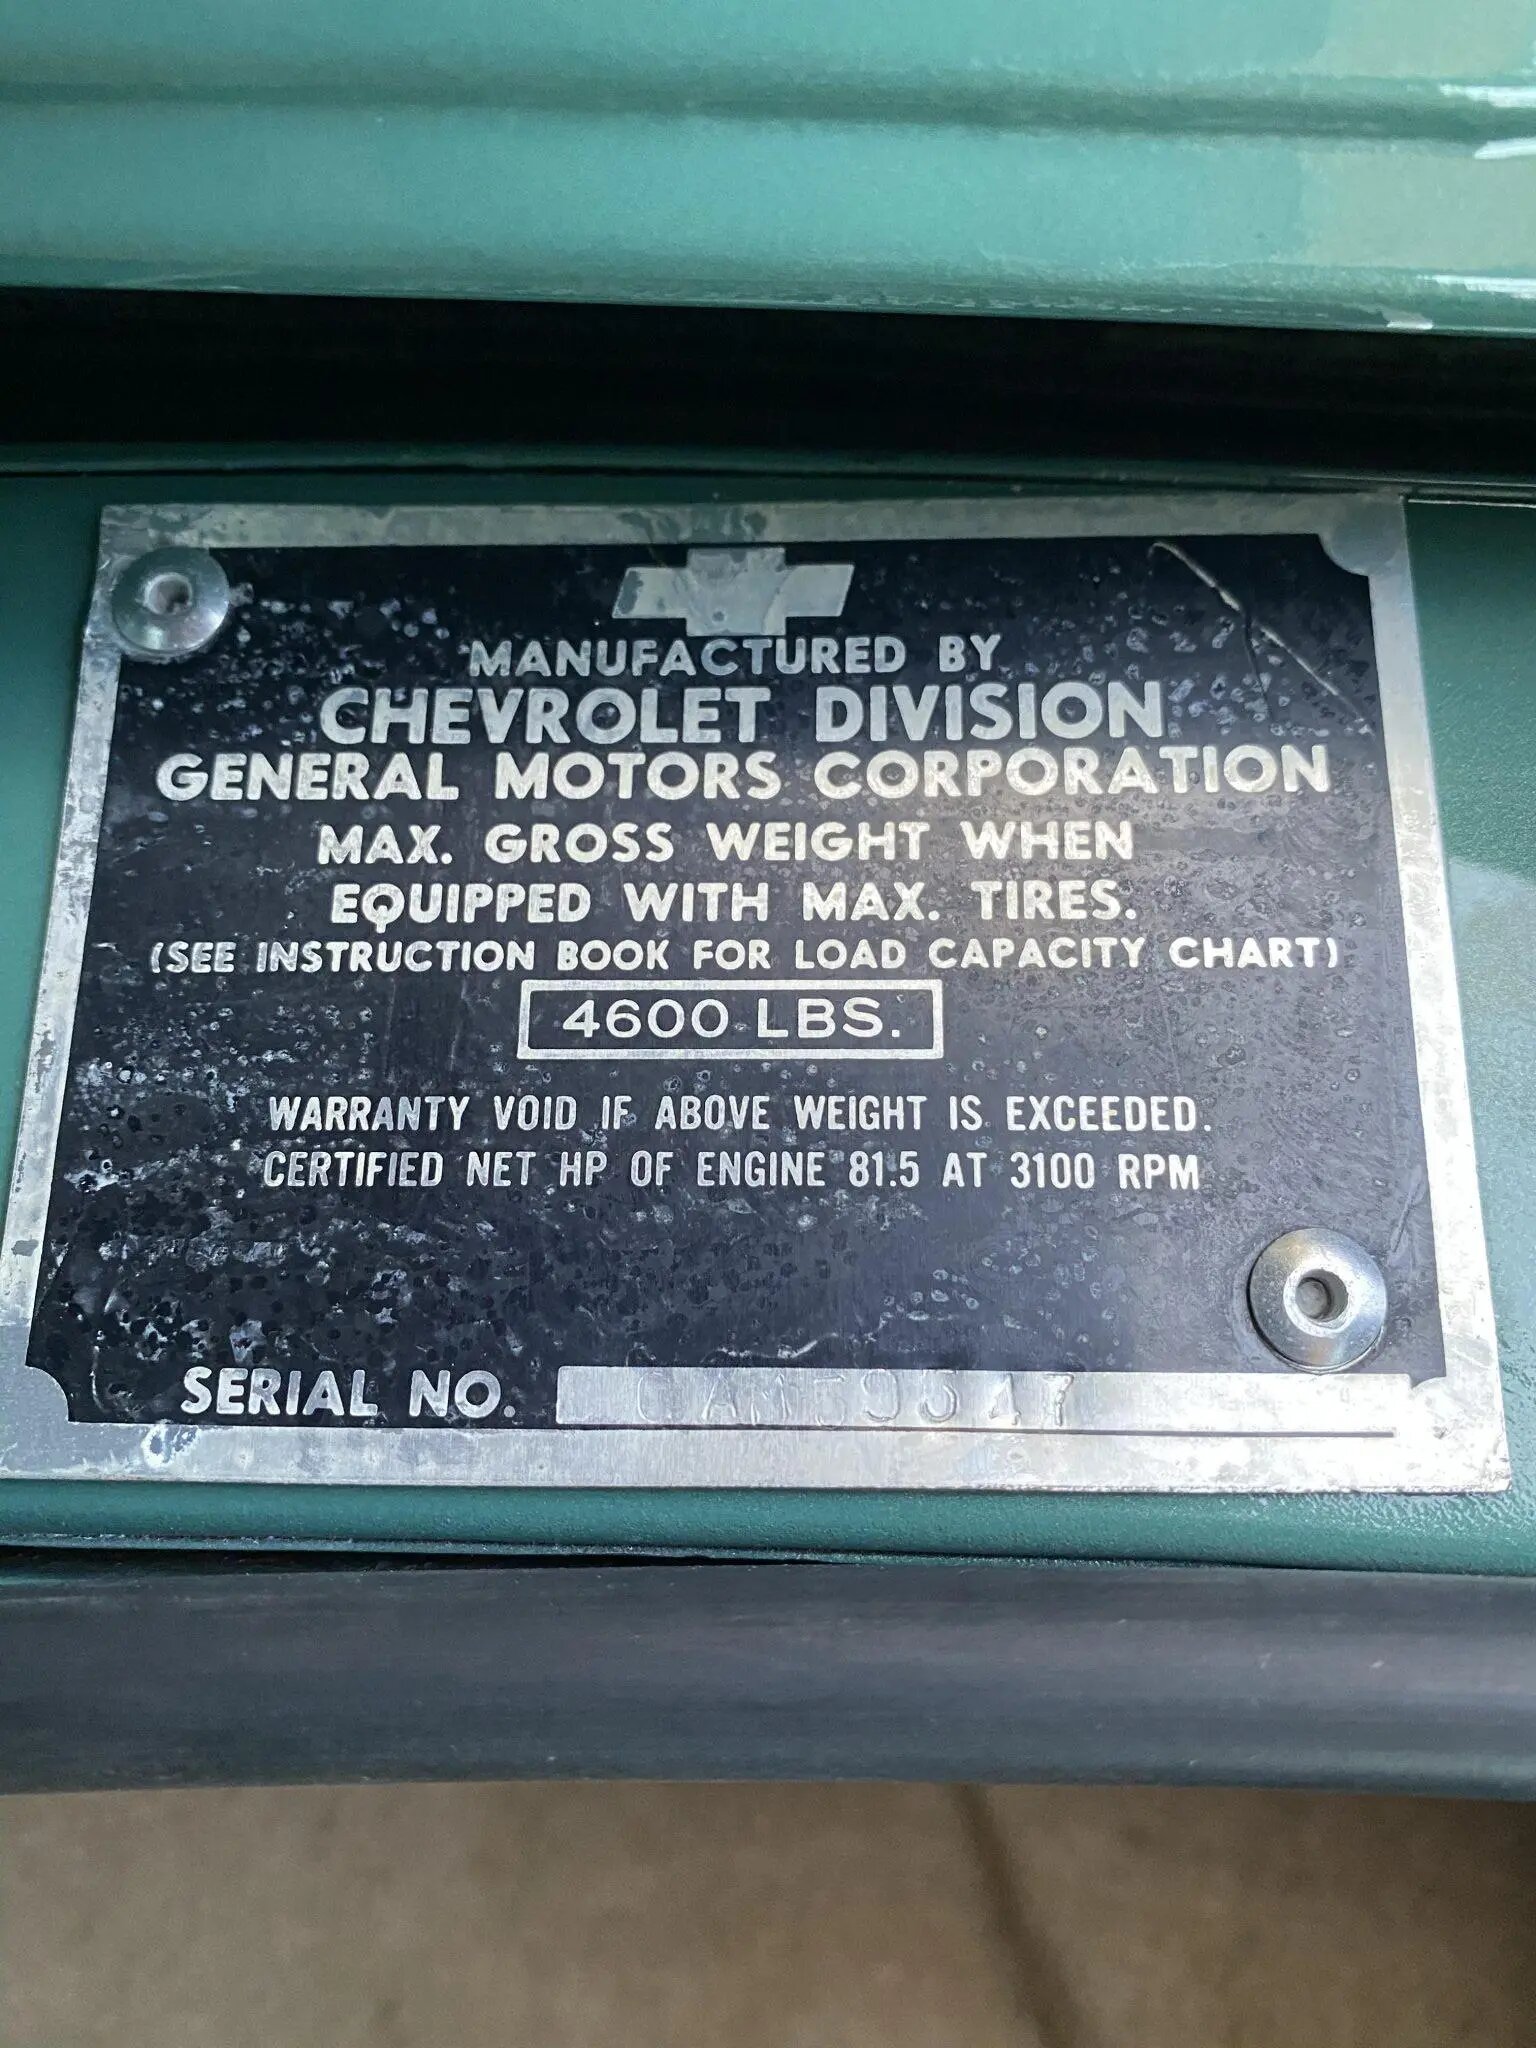 MANUFACTURED BY
CHEVROLET DIVISION
GENERAL MOTORS CORPORATION
MAX. GROSS WEIGHT WHEN
EQUIPPED WITH MAX. TIRES.
(SEE INSTRUCTION BOOK FOR LOAD CAPACITY CHART)
4600 LBS.
WARRANTY VOID IF ABOVE WEIGHT IS EXCEEDED.
CERTIFIED NET HP OF ENGINE 81.5 AT 3100 RPM
SERIAL NO.